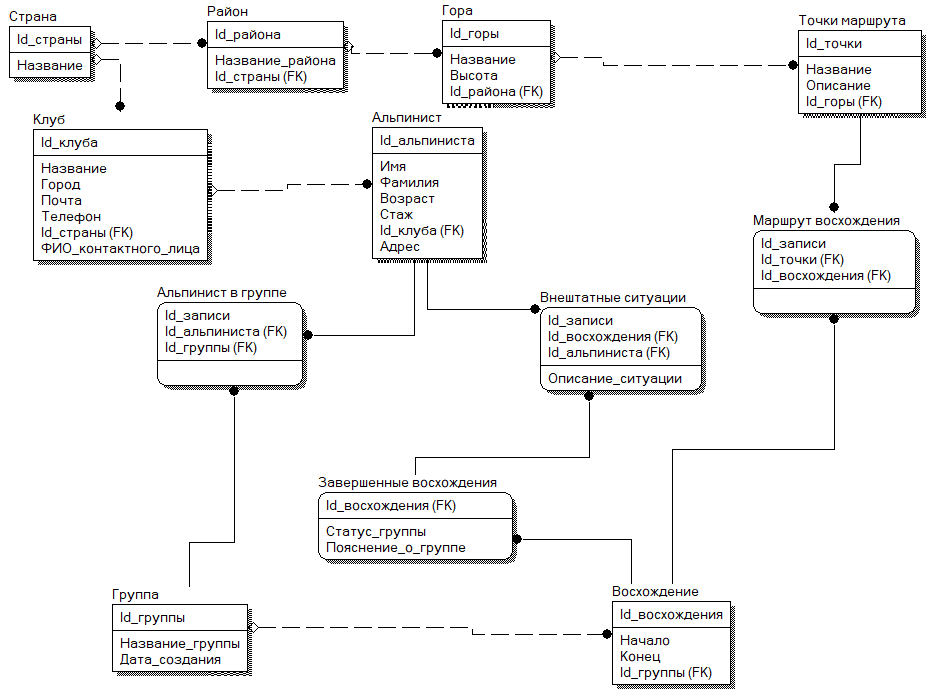 Страна
Id_страны
Название
Район
Id_района
Название_района
Id_страны (FK)
Гора
Id_горы
Название
Высота
Id_района (FK)
Точки маршрута
Id_точки
Название
Описание
Id_горы (FK)
Клуб
Id_клуба
Название
Город
Почта
Телефон
Id_страны (FK)
ФИО_контактного_лица
Альпинист
Id_альпиниста
Имя
Фамилия
Возраст
Стаж
Id_клуба (FK)
Адрес
Маршрут восхождения
Id_записи
Id_точки (FK)
Id_восхождения (FK)
Альпинист в группе
Id_записи
Id_альпиниста (FK)
Id_группы (FK)
Внештатные ситуации
Id_записи
Id_восхождения (FK)
Id_альпиниста (FK)
Описание_ситуации
Завершенные восхождения
Id_восхождения (FK)
Статус_группы
Пояснение_о_группе
Группа
Id_группы
Название_группы
Дата_создания
Восхождение
Id_восхождения
Начало
Конец
Id_группы (FK)